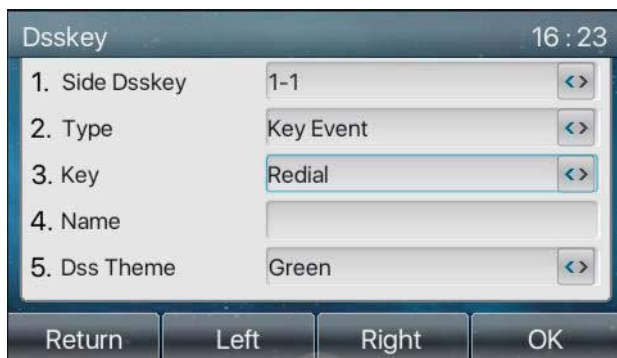 Dsskey 16 : 23
1. Side Dsskey 1-1 <>
2. Type Key Event <>
3. Key Redial <>
4. Name
5. Dss Theme Green <>
Return Left Right OK